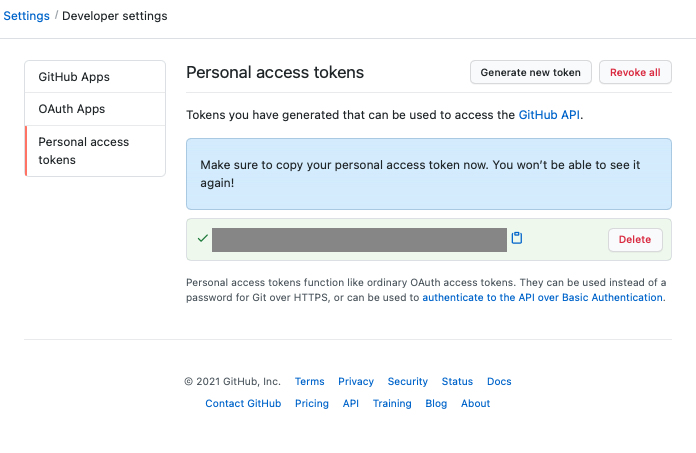 Settings / Developer settings
GitHub Apps
OAuth Apps
Personal access
tokens
Personal access tokens
Generate new token
Revoke all
Tokens you have generated that can be used to access the GitHub API.
Make sure to copy your personal access token now. You won’t be able to see it
again!
Delete
Personal access tokens function like ordinary OAuth access tokens. They can be used instead of a
password for Git over HTTPS, or can be used to authenticate to the API over Basic Authentication.
© 2021 GitHub, Inc. Terms Privacy Security Status Docs
Contact GitHub Pricing API Training Blog About